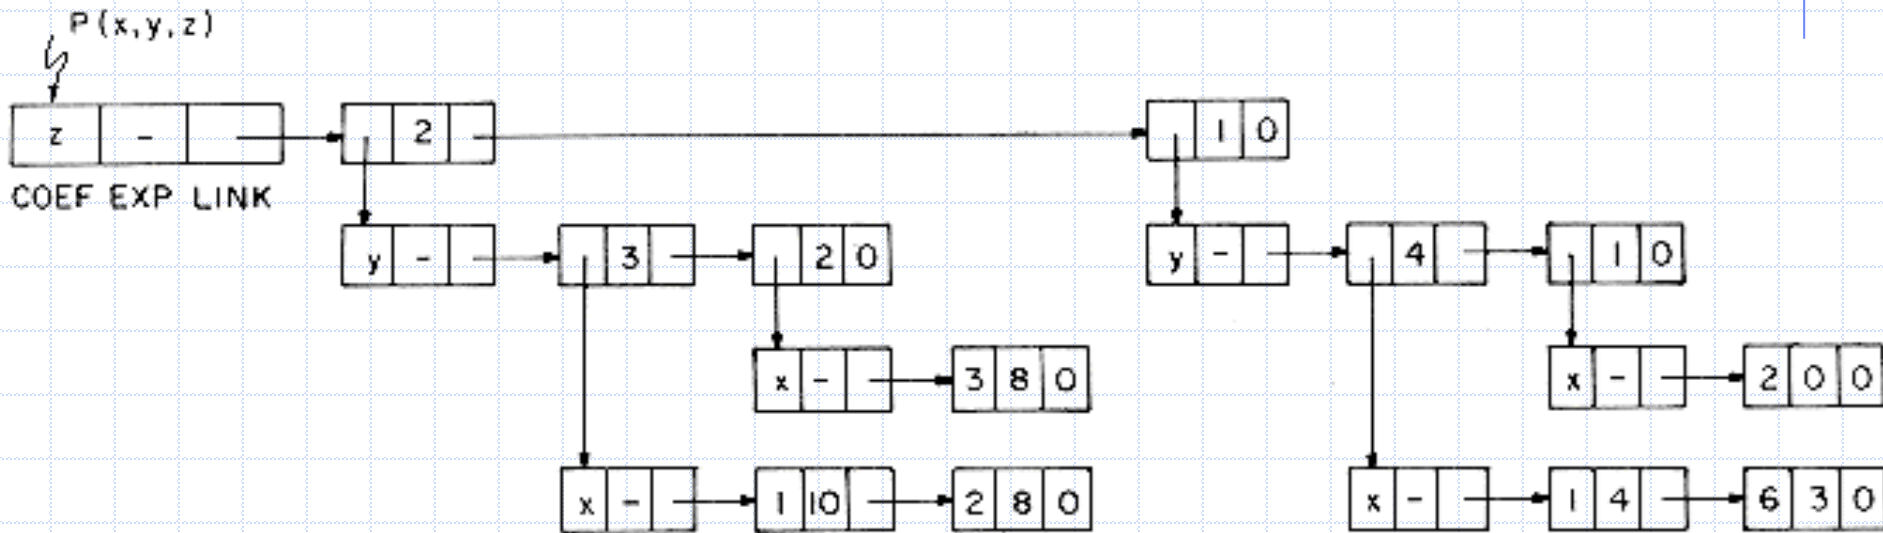 P(x,y,z)
z - 2 1 0
COEF EXP LINK
y - 3 2 0 y - 4 1 0
x - 3 8 0 x - 2 0 0
x - 1 10 2 8 0 x - 1 4 6 3 0